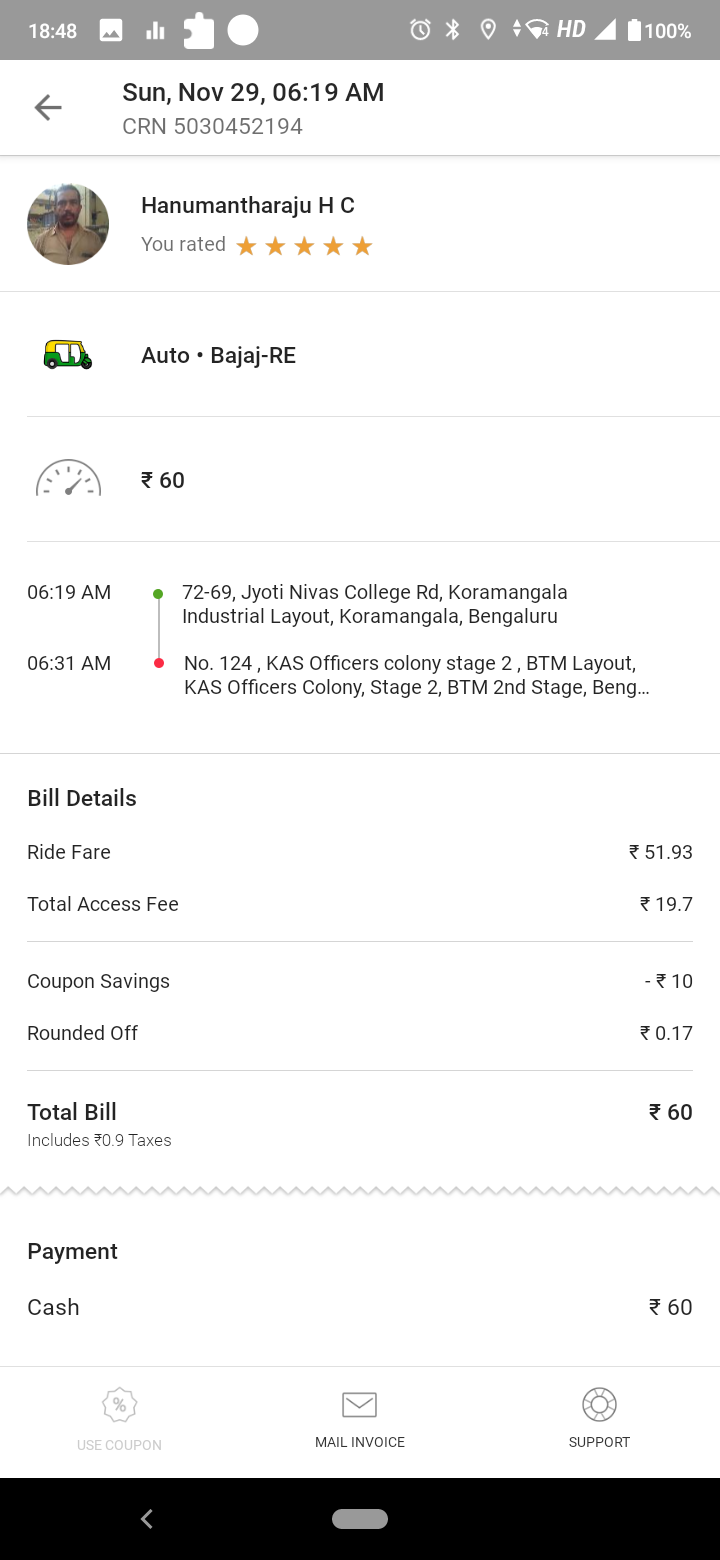 18:48
4 HD 100%
Sun, Nov 29, 06:19 AM
CRN 5030452194
Hanumantharaju H C
You rated
Auto • Bajaj-RE
₹ 60
06:19 AM 72-69, Jyoti Nivas College Rd, Koramangala
Industrial Layout, Koramangala, Bengaluru
06:31 AM No. 124 , KAS Officers colony stage 2 , BTM Layout,
KAS Officers Colony, Stage 2, BTM 2nd Stage, Beng...
Bill Details
Ride Fare ₹ 51.93
Total Access Fee ₹ 19.7
Coupon Savings - ₹ 10
Rounded Off ₹ 0.17
Total Bill ₹ 60
Includes ₹0.9 Taxes
Payment
Cash ₹ 60
%
USE COUPON MAIL INVOICE SUPPORT